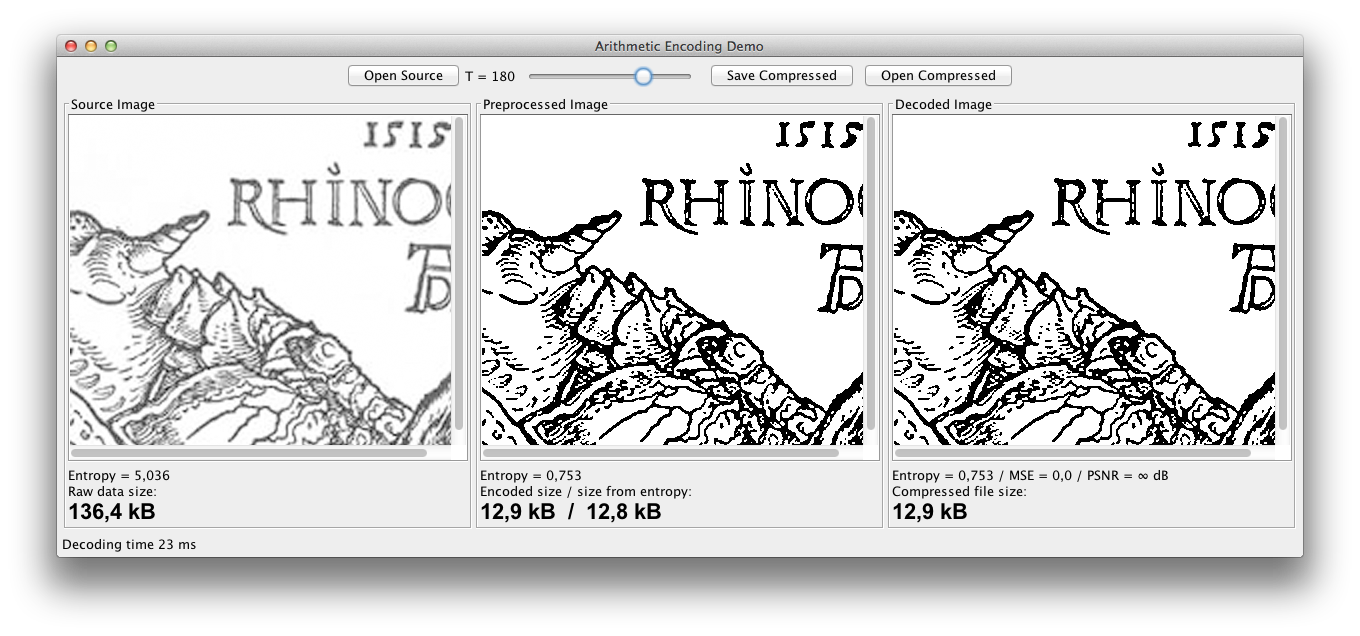 Arithmetic Encoding Demo
Open Source T = 180 Save Compressed Open Compressed
Source Image
1515
RHINO
Entropy = 5,036
Raw data size:
136,4 kB
Preprocessed Image
1515
RHINO
Entropy = 0,753
Encoded size / size from entropy:
12,9 kB / 12,8 kB
Decoded Image
1515
RHINO
Entropy = 0,753 / MSE = 0,0 / PSNR = ∞ dB
Compressed file size:
12,9 kB
Decoding time 23 ms